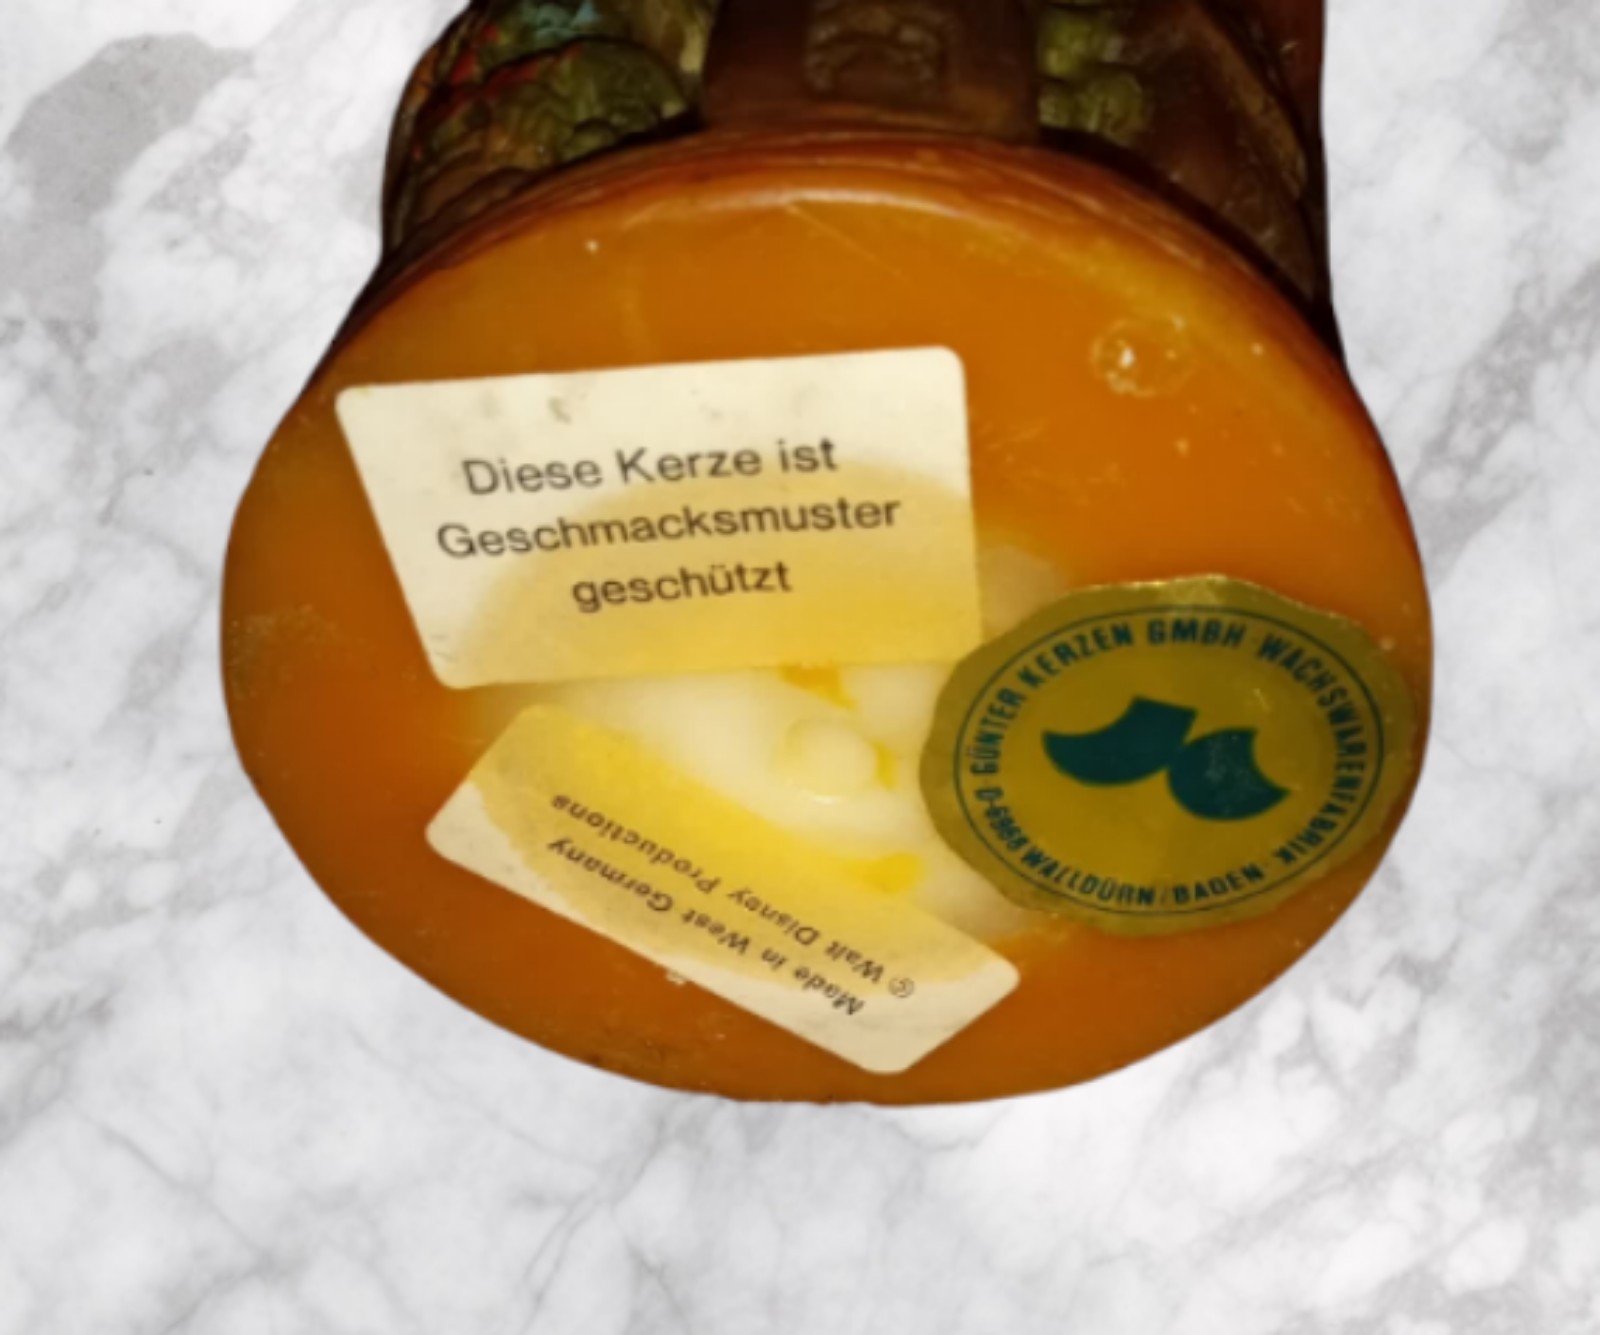 Diese Kerze ist
Geschmacksmuster
geschützt
GÜNTER KERZEN GMBH · WACHSWARENFABRIK · D-6968 WALLDÜRN/BADEN
Made in West Germany
© Walt Disney Productions